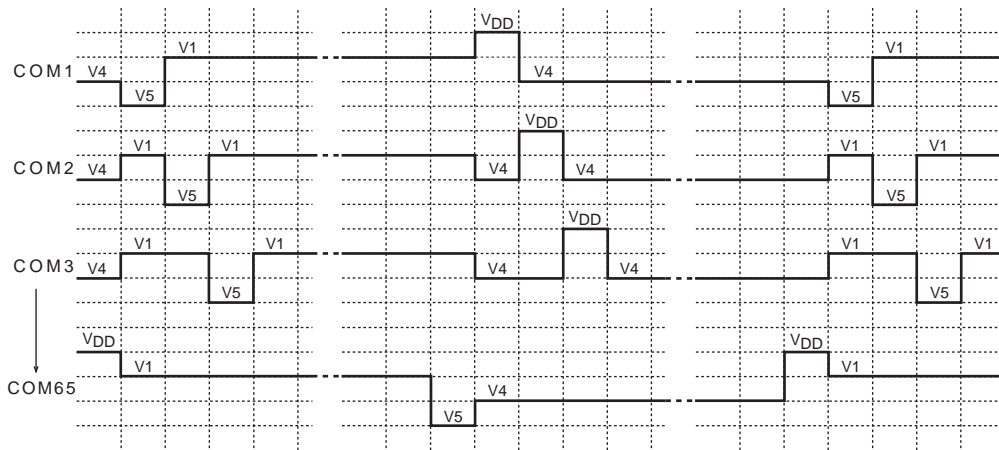 VDD
V1 V1
COM1 V4 V4
V5 V5
VDD
V1 V1 V1 V1
COM2 V4 V4 V4
V5 V5
VDD
V1 V1 V1 V1
COM3 V4 V4 V4
V5 V5
VDD VDD
V1 V4 V1
COM65
V5